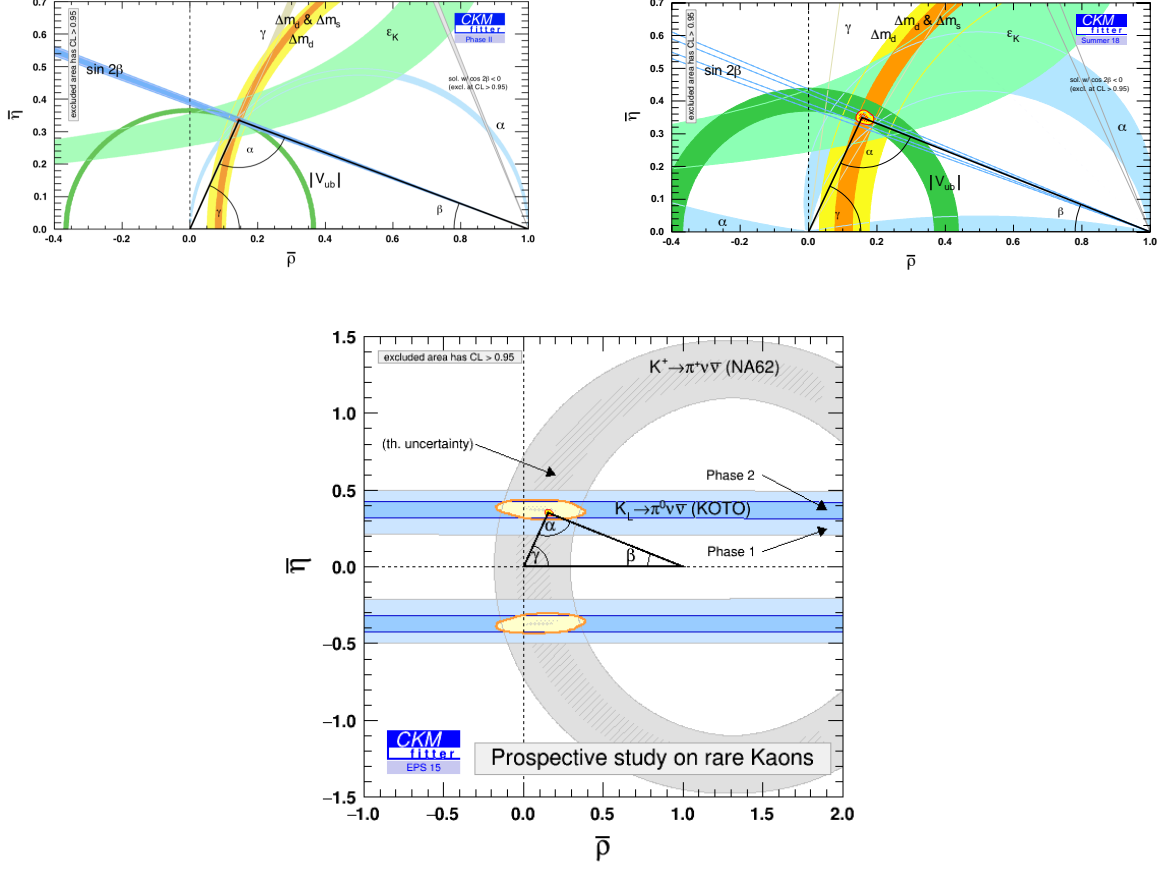 0.7
0.6
0.5
0.4
0.3
0.2
0.1
0.0
-0.4
-0.2
0.0
0.2
0.4
0.6
0.8
1.0
η̅
ρ̅
excluded area has CL > 0.95
γ
Δm_d & Δm_s
Δm_d
ε_K
CKM
fitter
Phase II
sin 2β
sol. w/ cos 2β < 0
(excl. at CL > 0.95)
α
α
|V_ub|
γ
β
0.7
0.6
0.5
0.4
0.3
0.2
0.1
0.0
-0.4
-0.2
0.0
0.2
0.4
0.6
0.8
1.0
η̅
ρ̅
excluded area has CL > 0.95
γ
Δm_d & Δm_s
Δm_d
ε_K
CKM
fitter
Summer 18
sin 2β
sol. w/ cos 2β < 0
(excl. at CL > 0.95)
α
α
|V_ub|
γ
β
α
1.5
1.0
0.5
0.0
−0.5
−1.0
−1.5
−1.0
−0.5
0.0
0.5
1.0
1.5
2.0
η̅
ρ̅
excluded area has CL > 0.95
K⁺→π⁺νν̅ (NA62)
(th. uncertainty)
Phase 2
K_L→π⁰νν̅ (KOTO)
Phase 1
α
γ
β
CKM
fitter
EPS 15
Prospective study on rare Kaons